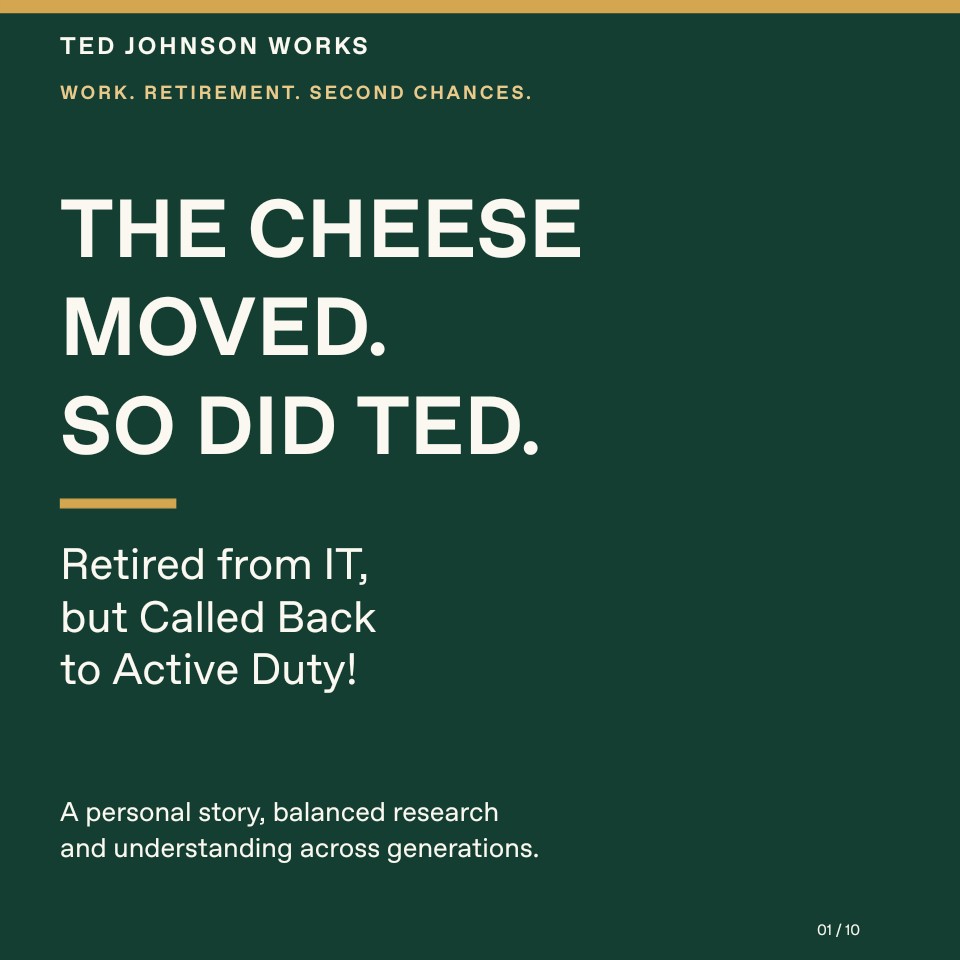 TED JOHNSON WORKS
WORK. RETIREMENT. SECOND CHANCES.
THE CHEESE
MOVED.
SO DID TED.
Retired from IT,
but Called Back
to Active Duty!
A personal story, balanced research
and understanding across generations.
01 / 10